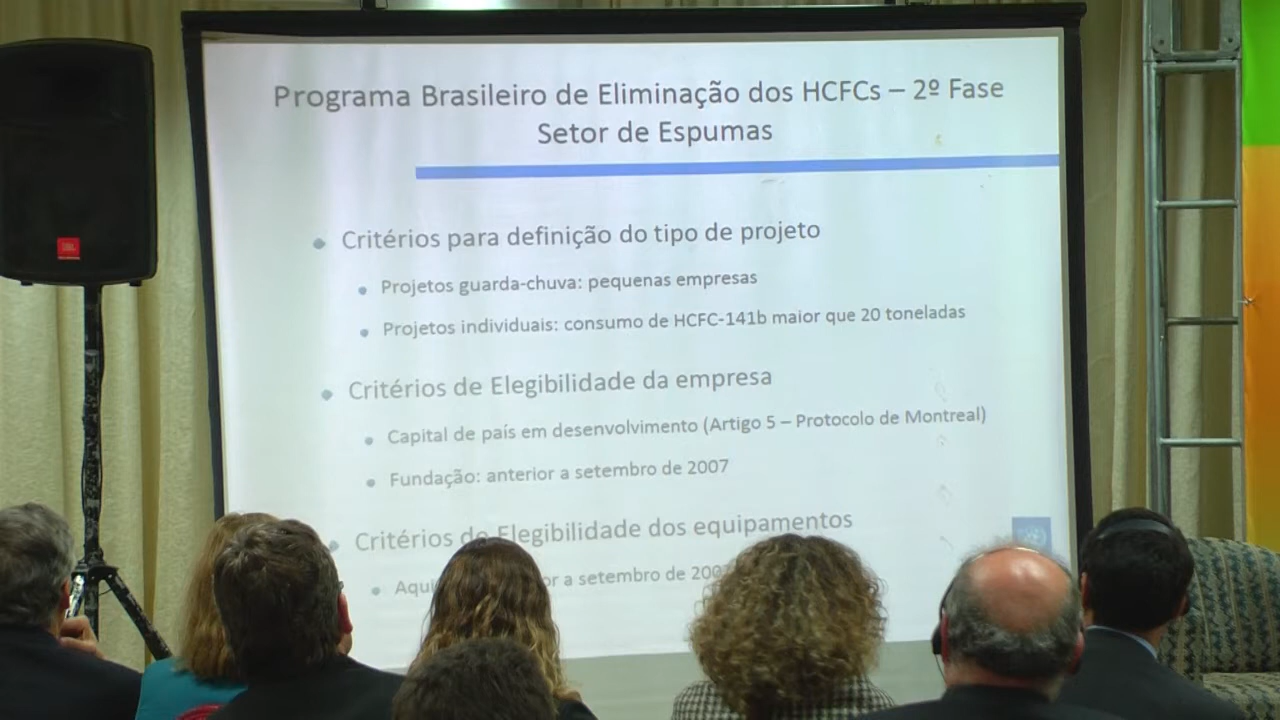 Programa Brasileiro de Eliminação dos HCFCs – 2º Fase
Setor de Espumas
Critérios para definição do tipo de projeto
Projetos guarda-chuva: pequenas empresas
Projetos individuais: consumo de HCFC-141b maior que 20 toneladas
Critérios de Elegibilidade da empresa
Capital de país em desenvolvimento (Artigo 5 – Protocolo de Montreal)
Fundação: anterior a setembro de 2007
Critérios de Elegibilidade dos equipamentos
a setembro de